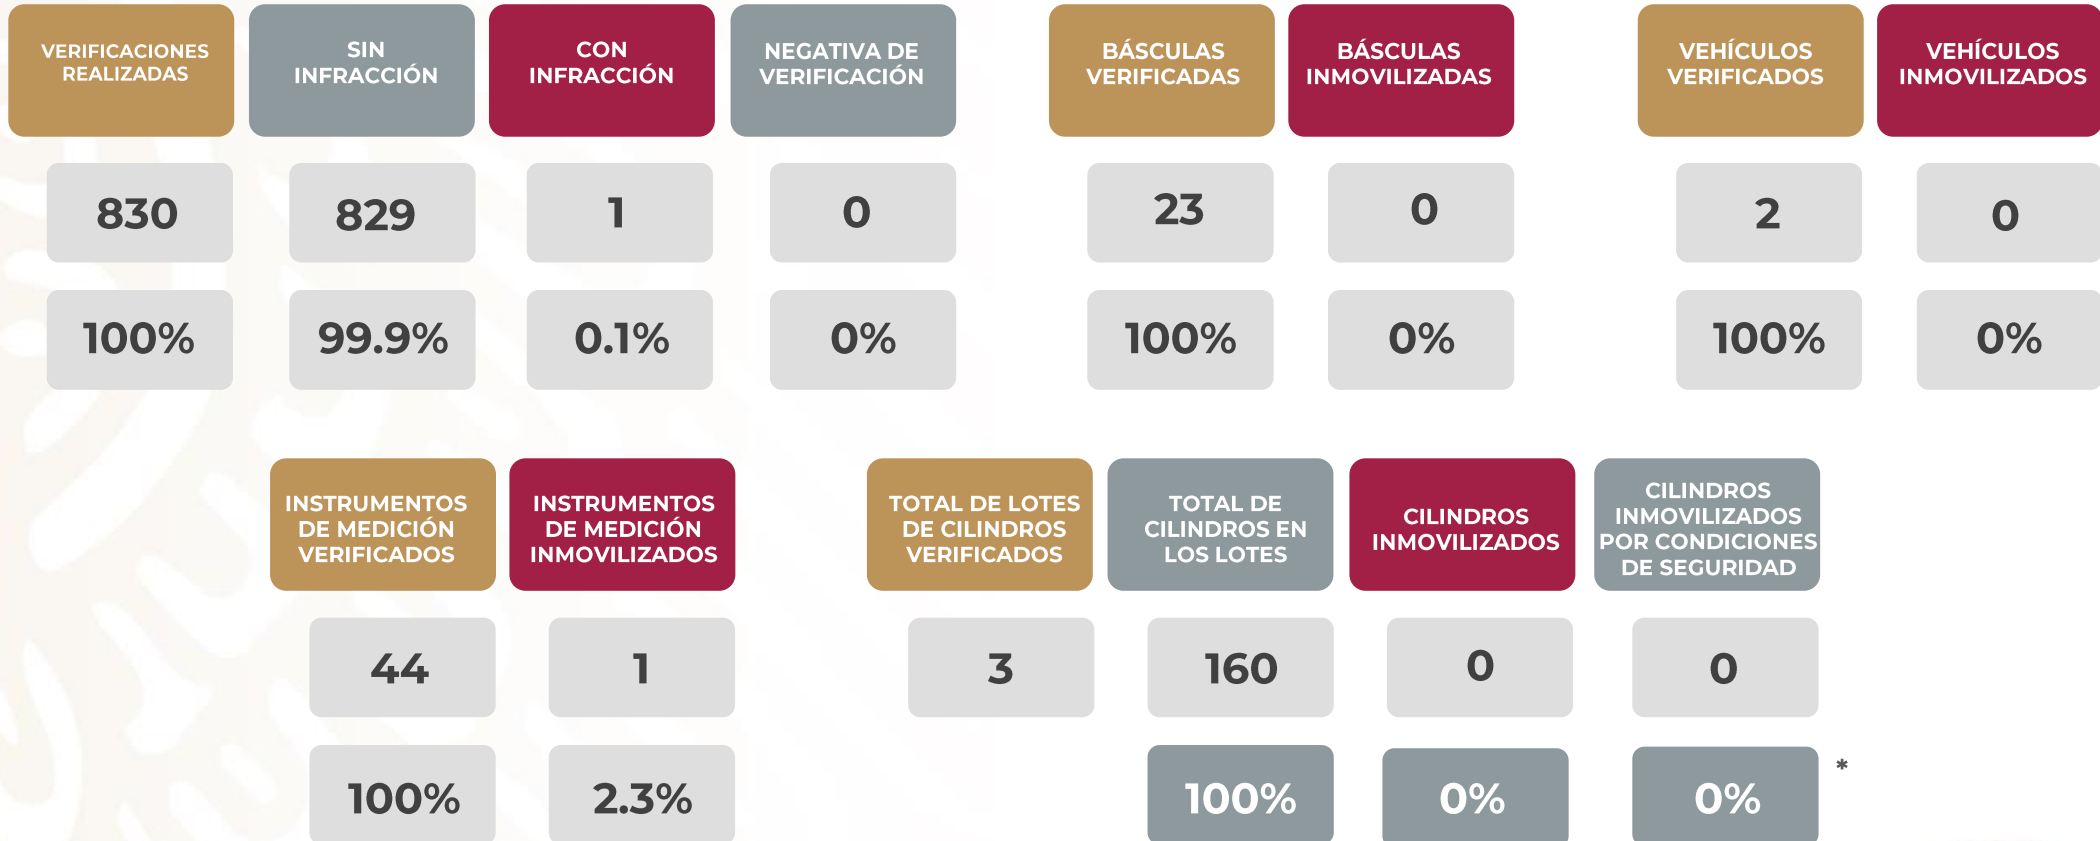 VERIFICACIONES
REALIZADAS
SIN
INFRACCIÓN
CON
INFRACCIÓN
NEGATIVA DE
VERIFICACIÓN
BÁSCULAS
VERIFICADAS
BÁSCULAS
INMOVILIZADAS
VEHÍCULOS
VERIFICADOS
VEHÍCULOS
INMOVILIZADOS
830
829
1
0
23
0
2
0
100%
99.9%
0.1%
0%
100%
0%
100%
0%
INSTRUMENTOS
DE MEDICIÓN
VERIFICADOS
INSTRUMENTOS
DE MEDICIÓN
INMOVILIZADOS
TOTAL DE LOTES
DE CILINDROS
VERIFICADOS
TOTAL DE
CILINDROS EN
LOS LOTES
CILINDROS
INMOVILIZADOS
CILINDROS
INMOVILIZADOS
POR CONDICIONES
DE SEGURIDAD
44
1
3
160
0
0
100%
2.3%
100%
0%
0%
*